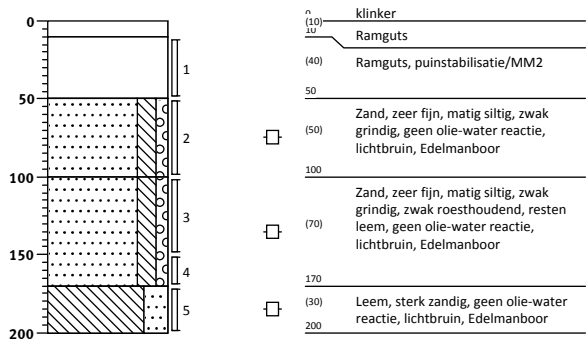 0
50
100
150
200
1
2
3
4
5
0 klinker
(10)
10 Ramguts
(40) Ramguts, puinstabilisatie/MM2
50
Zand, zeer fijn, matig siltig, zwak
(50) grindig, geen olie-water reactie,
lichtbruin, Edelmanboor
100
Zand, zeer fijn, matig siltig, zwak
grindig, zwak roesthoudend, resten
(70) leem, geen olie-water reactie,
lichtbruin, Edelmanboor
170
(30) Leem, sterk zandig, geen olie-water
200 reactie, lichtbruin, Edelmanboor